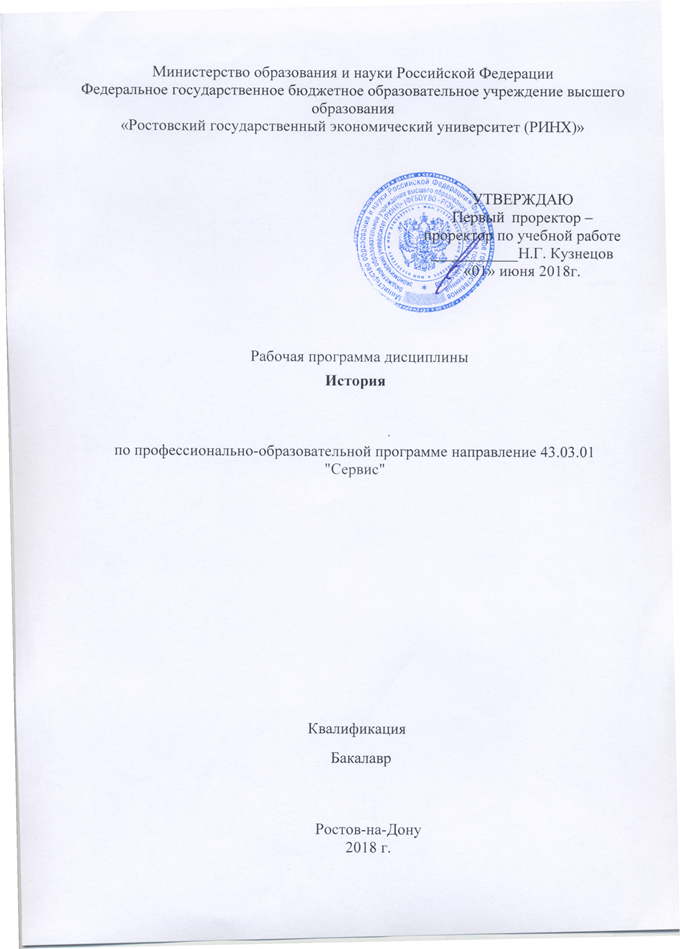 Министерство образования и науки Российской Федерации
Федеральное государственное бюджетное образовательное учреждение высшего
образования
«Ростовский государственный экономический университет (РИНХ)»
УТВЕРЖДАЮ
Первый проректор –
проректор по учебной работе
Н.Г. Кузнецов
«01» июня 2018г.
Рабочая программа дисциплины
История
по профессионально-образовательной программе направление 43.03.01
"Сервис"
Квалификация
Бакалавр
Ростов-на-Дону
2018 г.